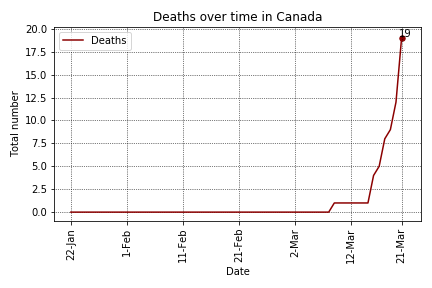 Deaths over time in Canada
Deaths
19
20.0
17.5
15.0
12.5
10.0
7.5
5.0
2.5
0.0
Total number
22-Jan
1-Feb
11-Feb
21-Feb
2-Mar
12-Mar
21-Mar
Date